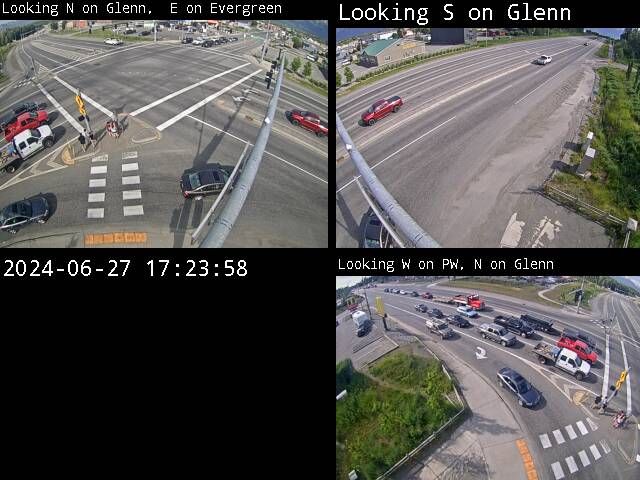 Looking N on Glenn,  E on Evergreen
Looking S on Glenn
2024-06-27 17:23:58
Looking W on PW, N on Glenn